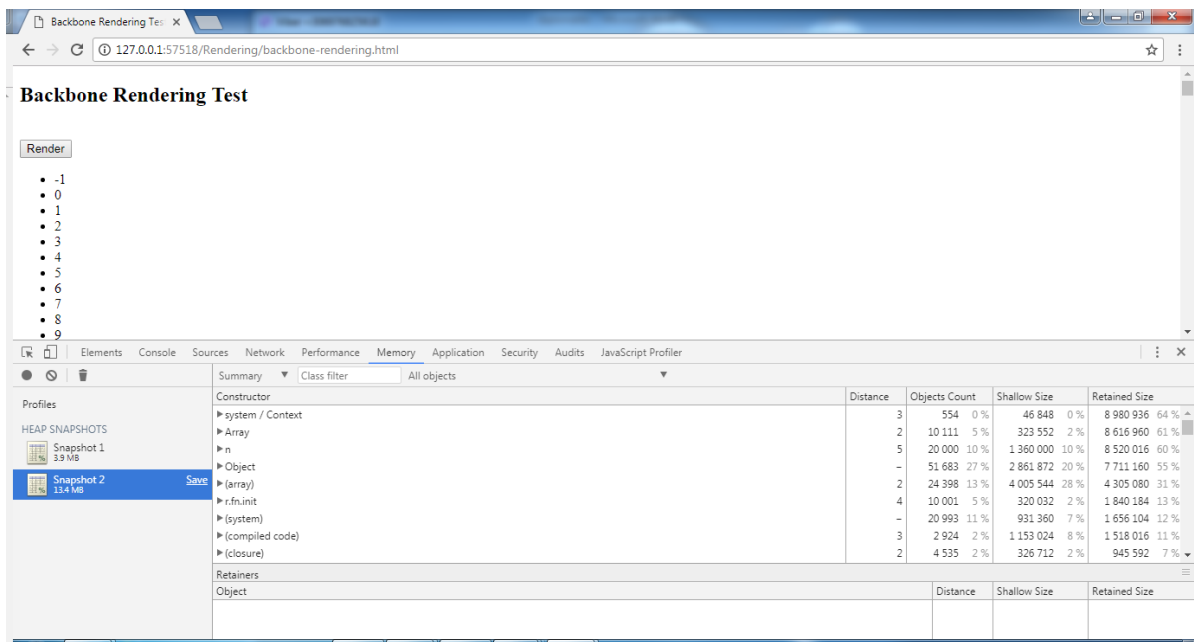 Backbone Rendering Tes
127.0.0.1:57518/Rendering/backbone-rendering.html
Backbone Rendering Test
Render
-1
0
1
2
3
4
5
6
7
8
9
Elements Console Sources Network Performance Memory Application Security Audits JavaScript Profiler
Summary Class filter All objects
Profiles
HEAP SNAPSHOTS
Snapshot 1
3.9 MB
Snapshot 2 Save
13.4 MB
Constructor Distance Objects Count Shallow Size Retained Size
system / Context 3 554 0 % 46 848 0 % 8 980 936 64 %
Array 2 10 111 5 % 323 552 2 % 8 616 960 61 %
n 5 20 000 10 % 1 360 000 10 % 8 520 016 60 %
Object – 51 683 27 % 2 861 872 20 % 7 711 160 55 %
(array) 2 24 398 13 % 4 005 544 28 % 4 305 080 31 %
r.fn.init 4 10 001 5 % 320 032 2 % 1 840 184 13 %
(system) – 20 993 11 % 931 360 7 % 1 656 104 12 %
(compiled code) 3 2 924 2 % 1 153 024 8 % 1 518 016 11 %
(closure) 2 4 535 2 % 326 712 2 % 945 592 7 %
Retainers
Object Distance Shallow Size Retained Size